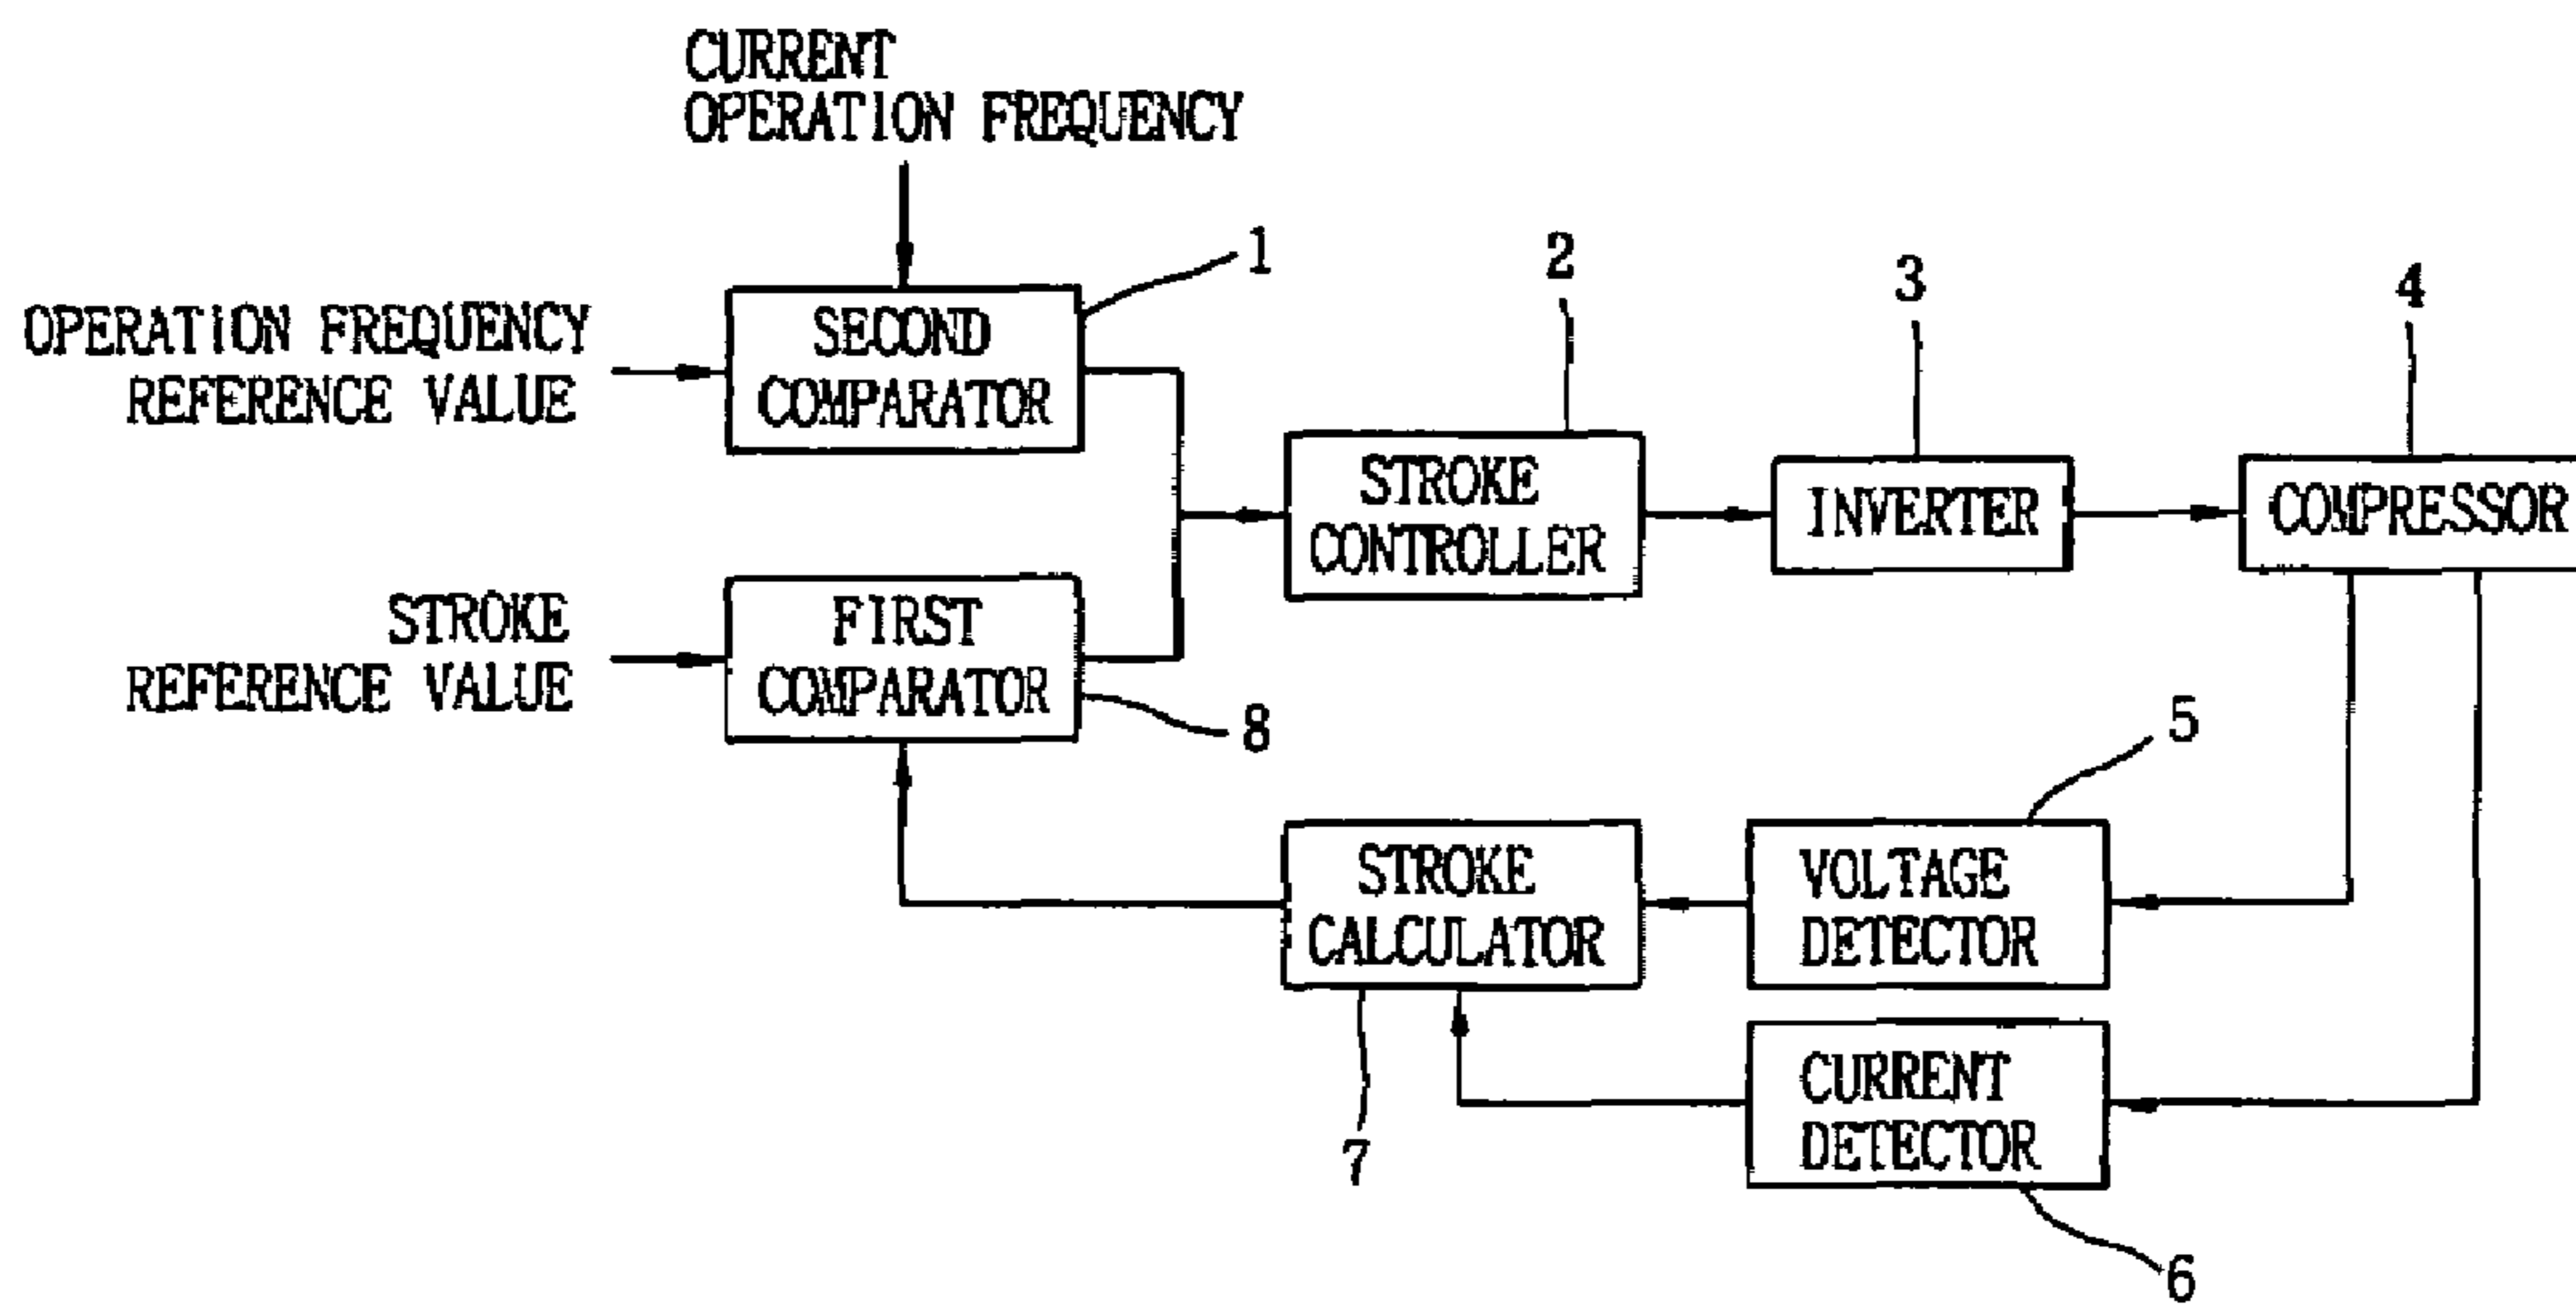 CURRENT
OPERATION FREQUENCY
1
2
3
4
OPERATION FREQUENCY
REFERENCE VALUE
SECOND
COMPARATOR
STROKE
CONTROLLER
INVERTER
COMPRESSOR
STROKE
REFERENCE VALUE
FIRST
COMPARATOR
8
5
STROKE
CALCULATOR
VOLTAGE
DETECTOR
7
CURRENT
DETECTOR
6